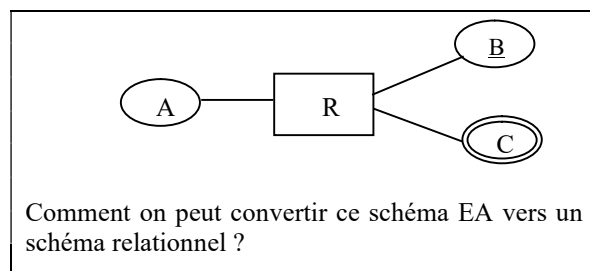 B
A
R
C
Comment on peut convertir ce schéma EA vers un
schéma relationnel ?